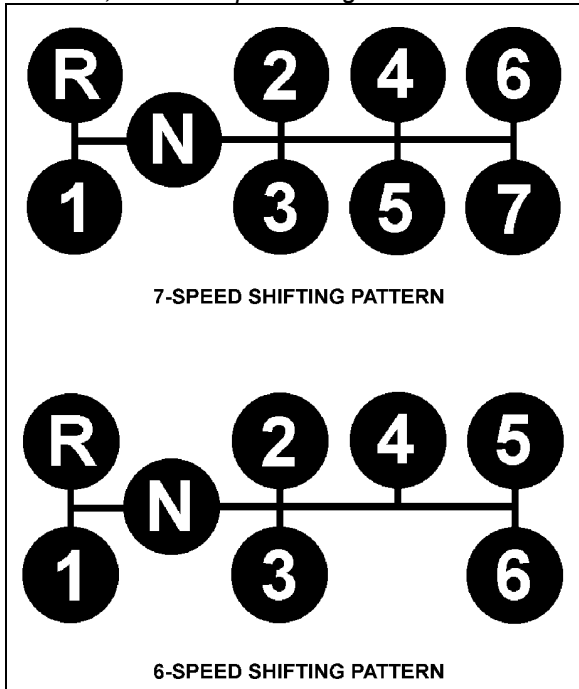 R 2 4 6
N
1 3 5 7
7-SPEED SHIFTING PATTERN
R 2 4 5
N
1 3 6
6-SPEED SHIFTING PATTERN